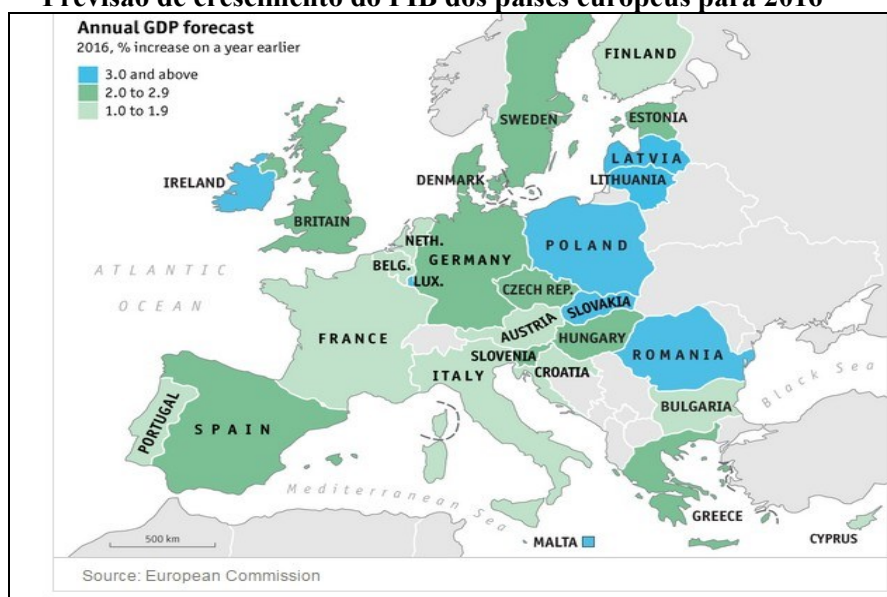 Previsão de crescimento do PIB dos países europeus para 2016
Annual GDP forecast
2016, % increase on a year earlier
3.0 and above
2.0 to 2.9
1.0 to 1.9
FINLAND
SWEDEN
ESTONIA
LATVIA
LITHUANIA
IRELAND
DENMARK
BRITAIN
NETH.
POLAND
GERMANY
BELG.
ATLANTIC
OCEAN
LUX.
CZECH REP.
SLOVAKIA
FRANCE
AUSTRIA
HUNGARY
SLOVENIA
ROMANIA
ITALY
CROATIA
Black Sea
BULGARIA
PORTUGAL
SPAIN
Mediterranean Sea
GREECE
500 km
MALTA
CYPRUS
Source: European Commission